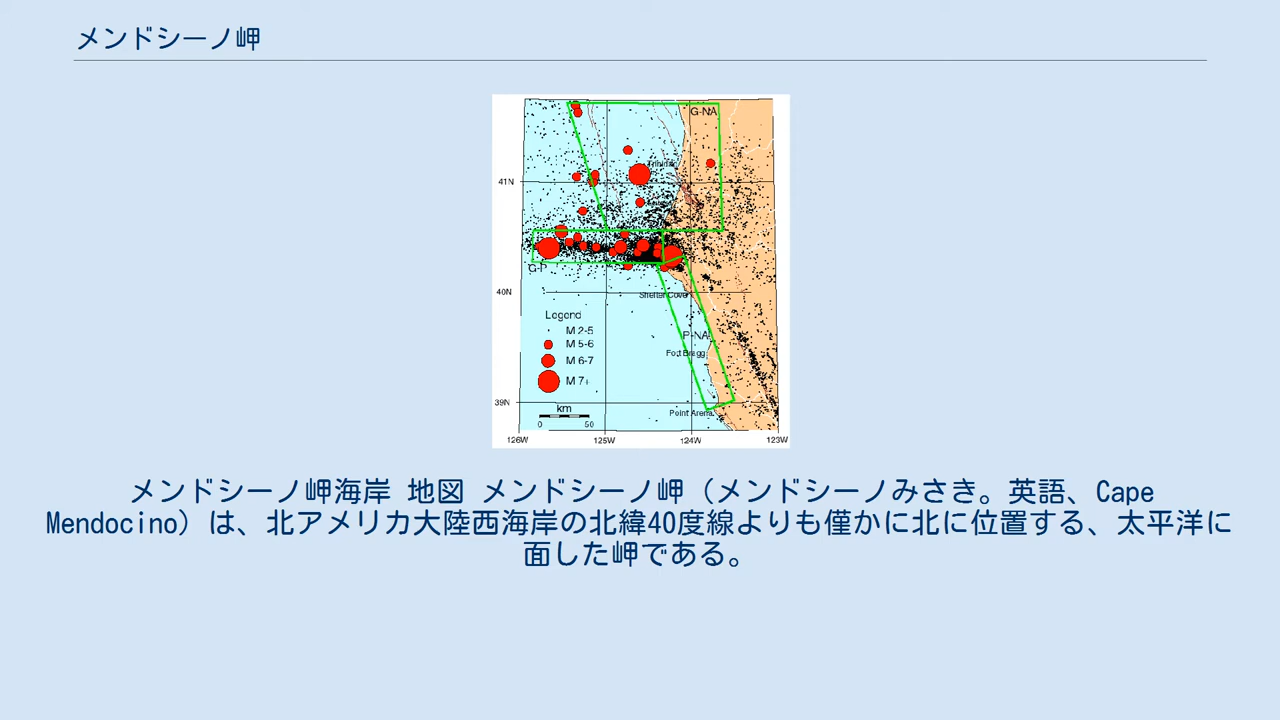 メンドシーノ岬
G-NA
Trinidad
41N
G-P
40N
Shelter Cove
Legend
P-NA
M 2-5
M 5-6
Fort Bragg
M 6-7
M 7+
39N
km
Point Arena
0 50
126W 125W 124W 123W
メンドシーノ岬海岸 地図 メンドシーノ岬（メンドシーノみさき。英語、Cape
Mendocino）は、北アメリカ大陸西海岸の北緯40度線よりも僅かに北に位置する、太平洋に
面した岬である。